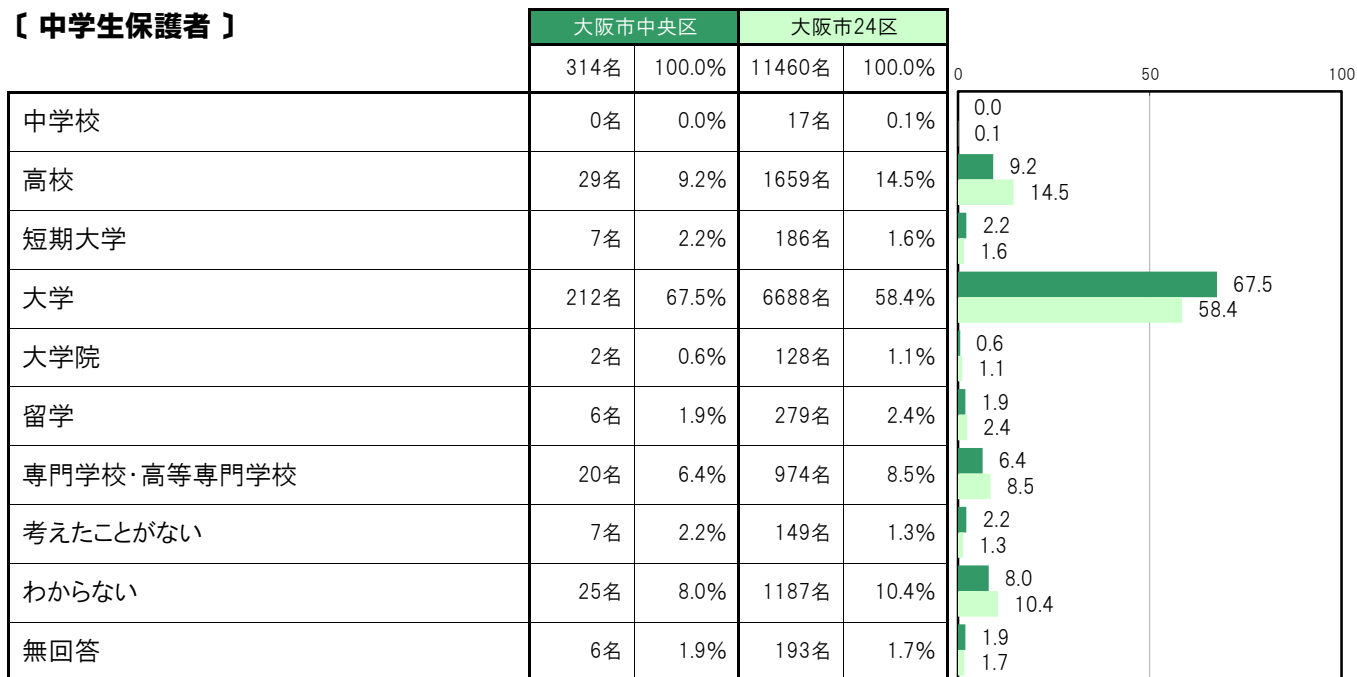 〔 中学生保護者 〕
大阪市中央区 大阪市24区
314名 100.0% 11460名 100.0% 0 50 100
中学校 0名 0.0% 17名 0.1% 0.0
0.1
高校 29名 9.2% 1659名 14.5% 9.2
14.5
短期大学 7名 2.2% 186名 1.6% 2.2
1.6
大学 212名 67.5% 6688名 58.4% 67.5
58.4
大学院 2名 0.6% 128名 1.1% 0.6
1.1
留学 6名 1.9% 279名 2.4% 1.9
2.4
専門学校・高等専門学校 20名 6.4% 974名 8.5% 6.4
8.5
考えたことがない 7名 2.2% 149名 1.3% 2.2
1.3
わからない 25名 8.0% 1187名 10.4% 8.0
10.4
無回答 6名 1.9% 193名 1.7% 1.9
1.7